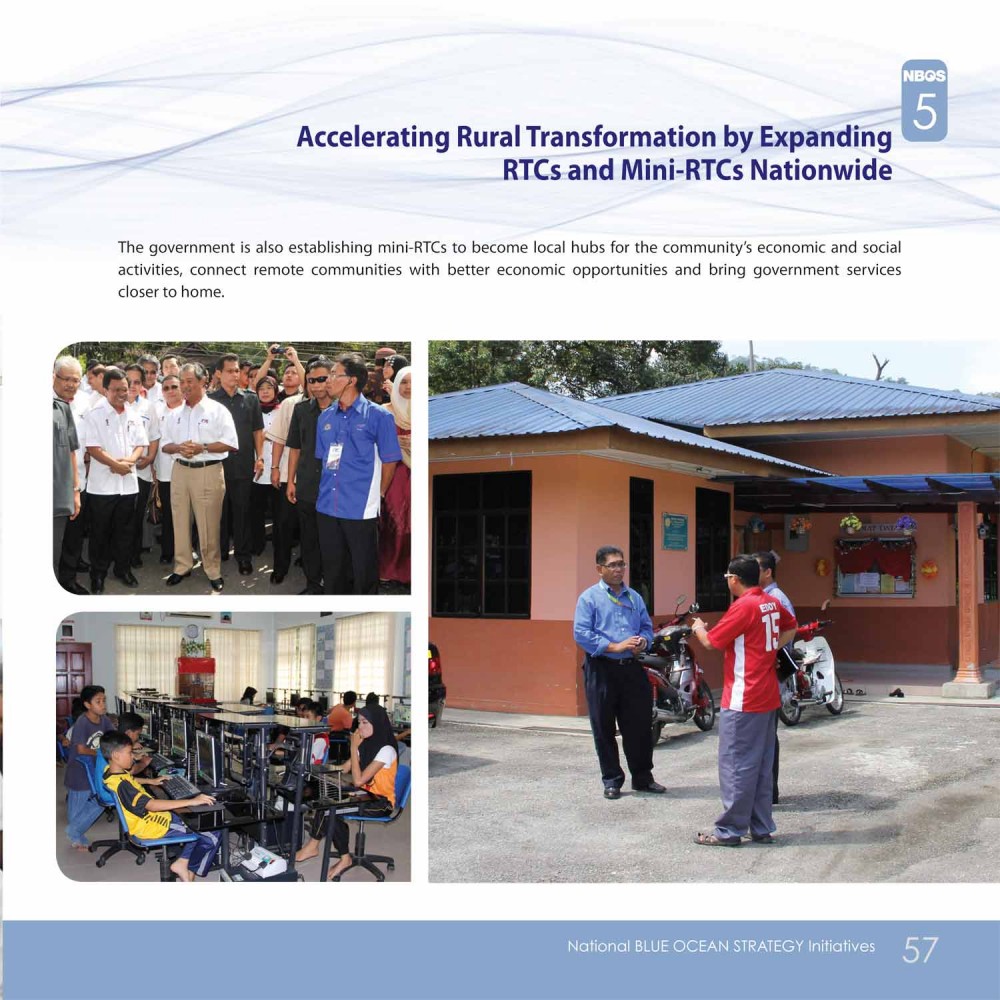 NBOS
5
Accelerating Rural Transformation by Expanding
RTCs and Mini-RTCs Nationwide
The government is also establishing mini-RTCs to become local hubs for the community's economic and social
activities, connect remote communities with better economic opportunities and bring government services
closer to home.
15
National BLUE OCEAN STRATEGY Initiatives
57